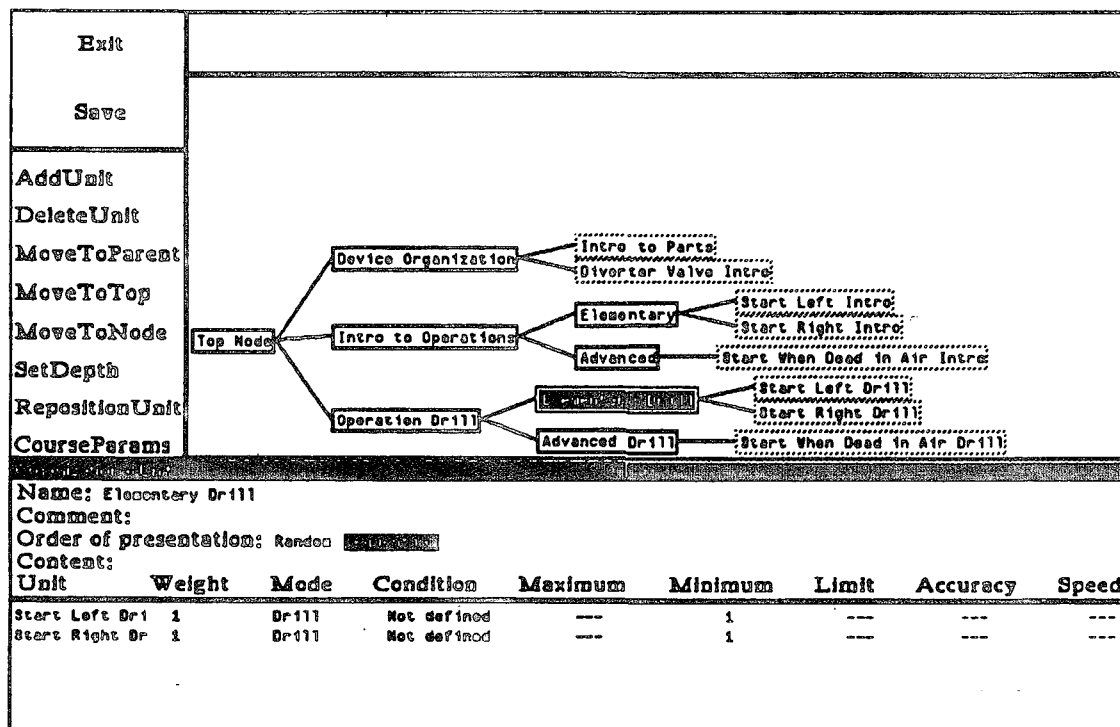 Exit
Save
AddUnit
DeleteUnit
MoveToParent
MoveToTop
MoveToNode
SetDepth
RepositionUnit
CourseParams
Top Node
Device Organization
Intro to Parts
Diverter Valve Intro
Intro to Operations
Elementary
Start Left Intro
Start Right Intro
Advanced
Start When Dead in Air Intro
Operation Drill
Start Left Drill
Start Right Drill
Advanced Drill
Start When Dead in Air Drill
Name: Elementary Drill
Comment:
Order of presentation: Random
Content:
Unit Weight Mode Condition Maximum Minimum Limit Accuracy Speed
Start Left Dri 1 Drill Not defined --- 1 --- --- ---
Start Right Dr 1 Drill Not defined --- 1 --- --- ---